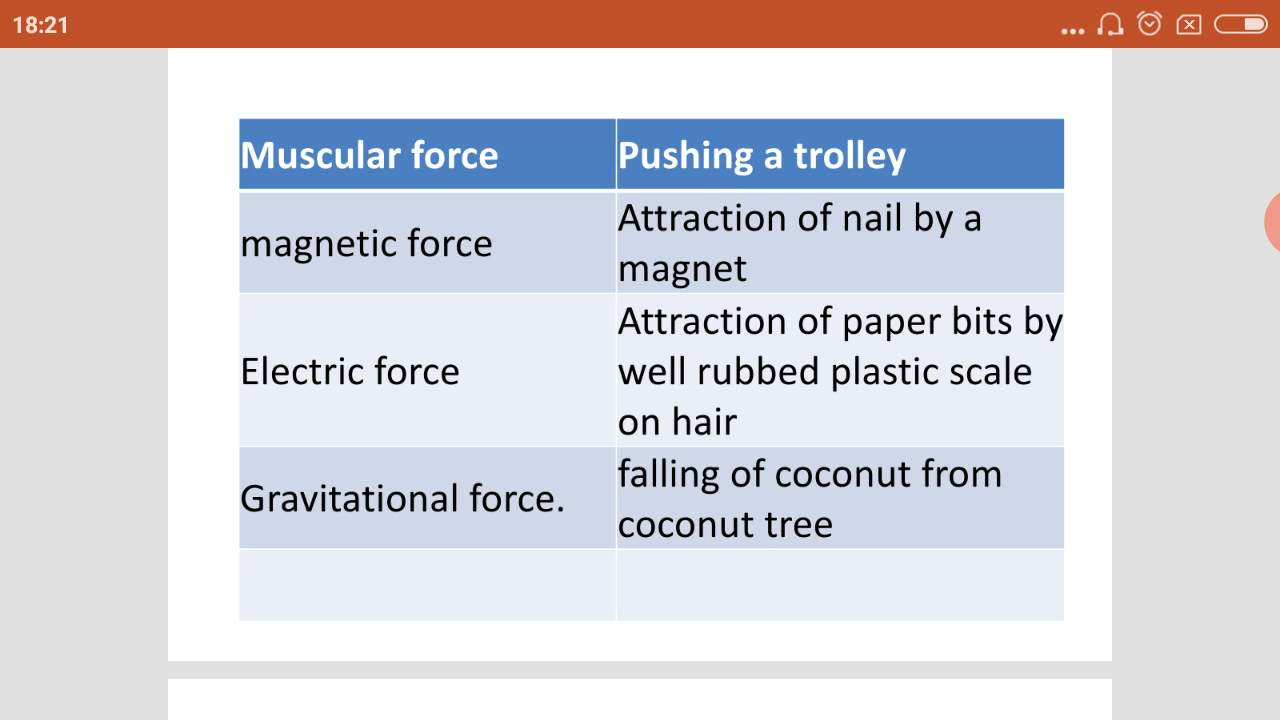 18:21
Muscular force
Pushing a trolley
magnetic force
Attraction of nail by a
magnet
Electric force
Attraction of paper bits by
well rubbed plastic scale
on hair
Gravitational force.
falling of coconut from
coconut tree